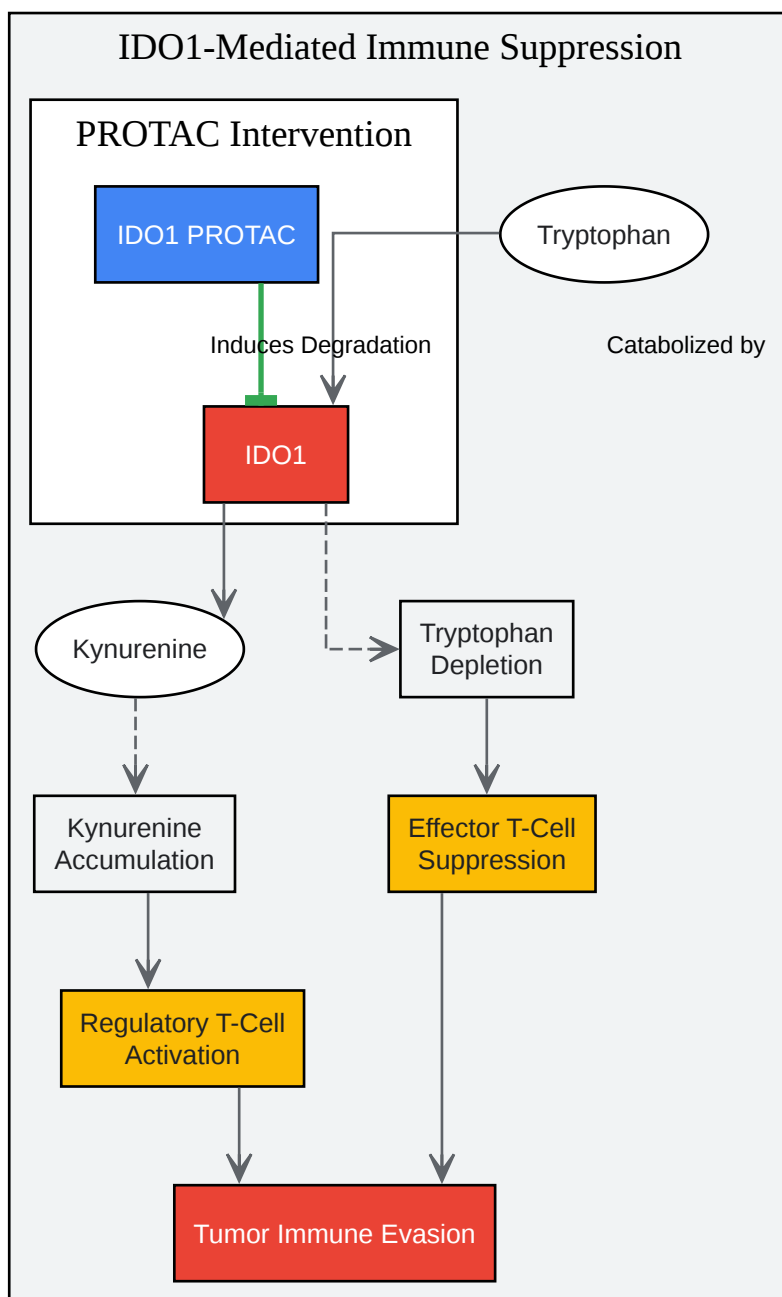 IDO1-Mediated Immune Suppression
PROTAC Intervention
IDO1 PROTAC
Tryptophan
Induces Degradation
Catabolized by
IDO1
Kynurenine
Tryptophan
Depletion
Kynurenine
Accumulation
Effector T-Cell
Suppression
Regulatory T-Cell
Activation
Tumor Immune Evasion